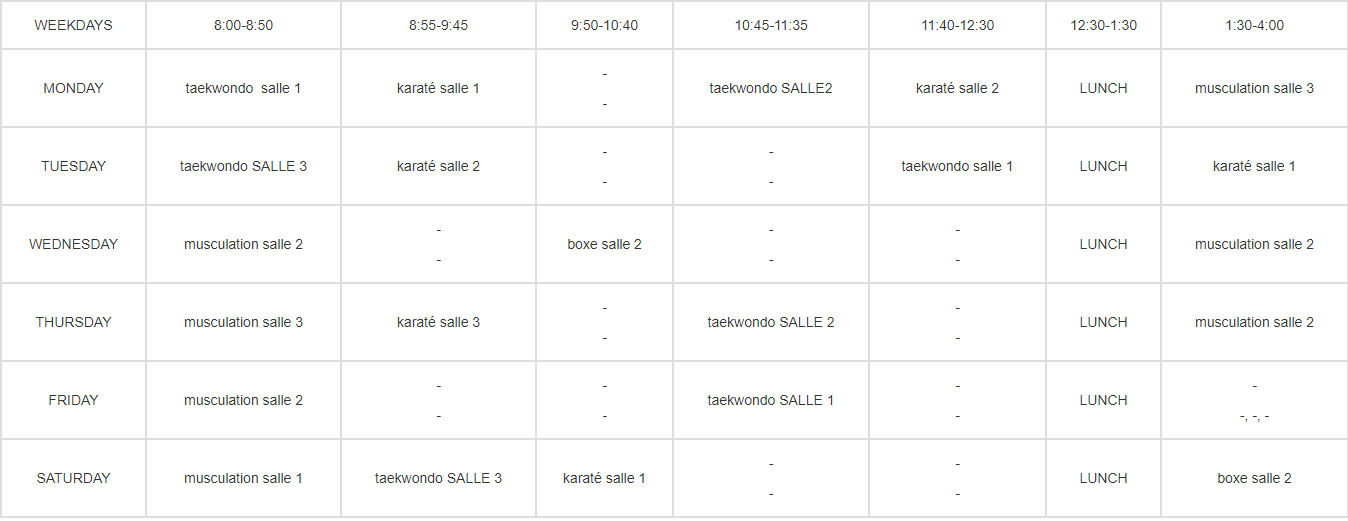 WEEKDAYS 8:00-8:50 8:55-9:45 9:50-10:40 10:45-11:35 11:40-12:30 12:30-1:30 1:30-4:00
MONDAY taekwondo  salle 1 karaté salle 1 - - taekwondo SALLE2 karaté salle 2 LUNCH musculation salle 3
TUESDAY taekwondo SALLE 3 karaté salle 2 - - - - taekwondo salle 1 LUNCH karaté salle 1
WEDNESDAY musculation salle 2 - - boxe salle 2 - - - - LUNCH musculation salle 2
THURSDAY musculation salle 3 karaté salle 3 - - taekwondo SALLE 2 - - LUNCH musculation salle 2
FRIDAY musculation salle 2 - - - - taekwondo SALLE 1 - - LUNCH - -, -, -
SATURDAY musculation salle 1 taekwondo SALLE 3 karaté salle 1 - - - - LUNCH boxe salle 2